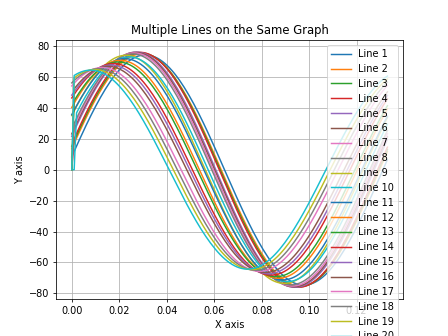 Multiple Lines on the Same Graph
80
60
40
20
0
−20
−40
−60
−80
Y axis
0.00
0.02
0.04
0.06
0.08
0.10
X axis
Line 1
Line 2
Line 3
Line 4
Line 5
Line 6
Line 7
Line 8
Line 9
Line 10
Line 11
Line 12
Line 13
Line 14
Line 15
Line 16
Line 17
Line 18
Line 19
Line 20